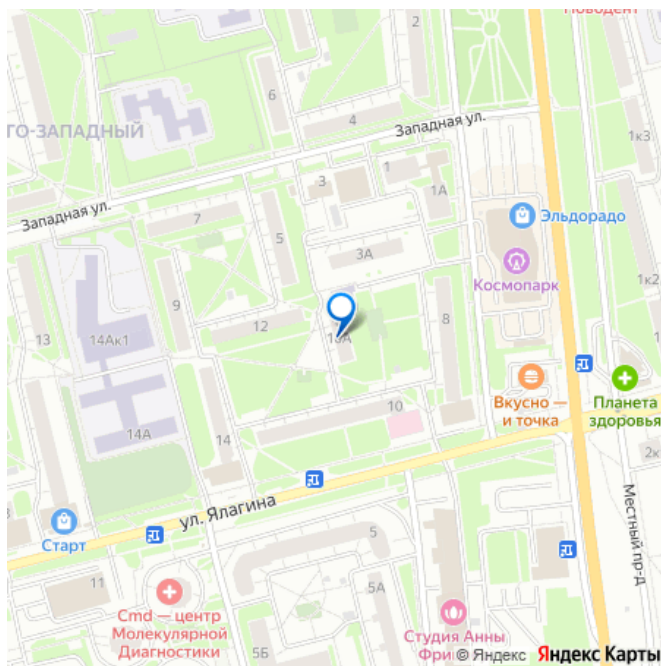 Новодент
2
6
4
Западная ул.
ГО-ЗАПАДНЫЙ
1к3
3
1
1А
Западная ул.
7
5
Эльдорадо
3А
Космопарк
1к2
9
13
14Ак1
12
10А
8
Вкусно —
и точка
Планета
здоровья
10
14А
14
ул. Ялагина
Местный пр-д
Старт
5
11
5А
Cmd — центр
Молекулярной
Диагностики
5Б
Студия Анны
Фри
© Яндекс Яндекс Карты